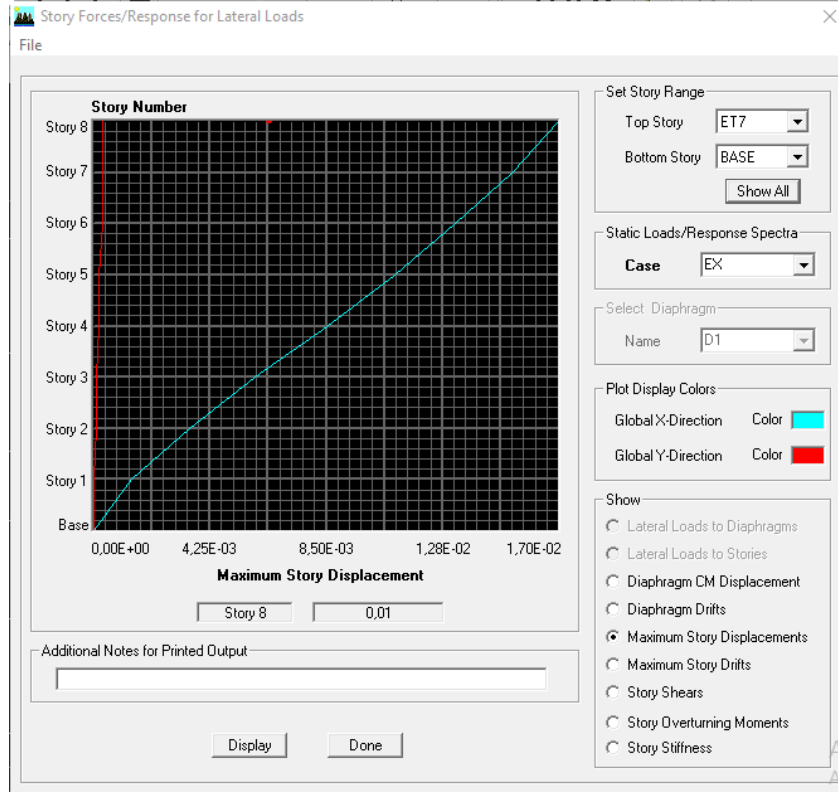 Story Forces/Response for Lateral Loads
File
Story Number
Story 8
Story 7
Story 6
Story 5
Story 4
Story 3
Story 2
Story 1
Base
0,00E+00 4,25E-03 8,50E-03 1,28E-02 1,70E-02
Maximum Story Displacement
Story 8 0,01
Additional Notes for Printed Output
Display Done
Set Story Range
Top Story ET7
Bottom Story BASE
Show All
Static Loads/Response Spectra
Case EX
Select Diaphragm
Name D1
Plot Display Colors
Global X-Direction Color
Global Y-Direction Color
Show
Lateral Loads to Diaphragms
Lateral Loads to Stories
Diaphragm CM Displacement
Diaphragm Drifts
Maximum Story Displacements
Maximum Story Drifts
Story Shears
Story Overturning Moments
Story Stiffness